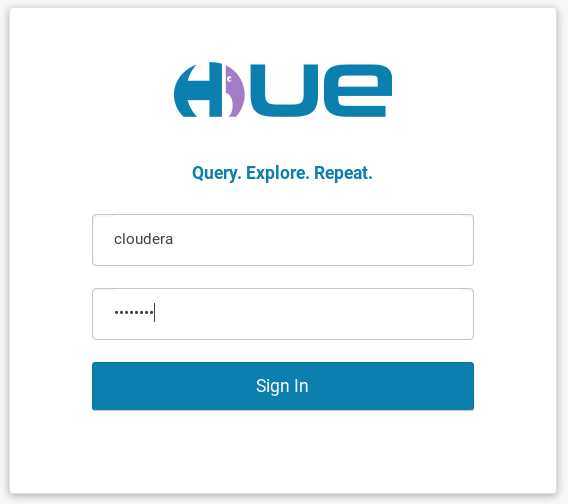 HUE
Query. Explore. Repeat.
cloudera
••••••••
Sign In